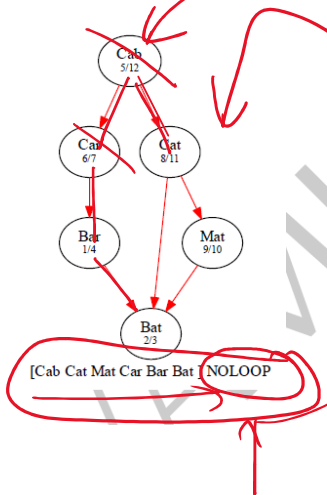 Cab
5/12
Car
6/7
Cat
8/11
Bar
1/4
Mat
9/10
Bat
2/3
[Cab Cat Mat Car Bar Bat ] NOLOOP